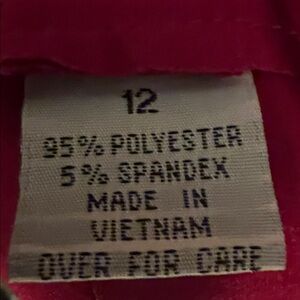 12
95% POLYESTER
5% SPANDEX
MADE IN
VIETNAM
OVER FOR CARE